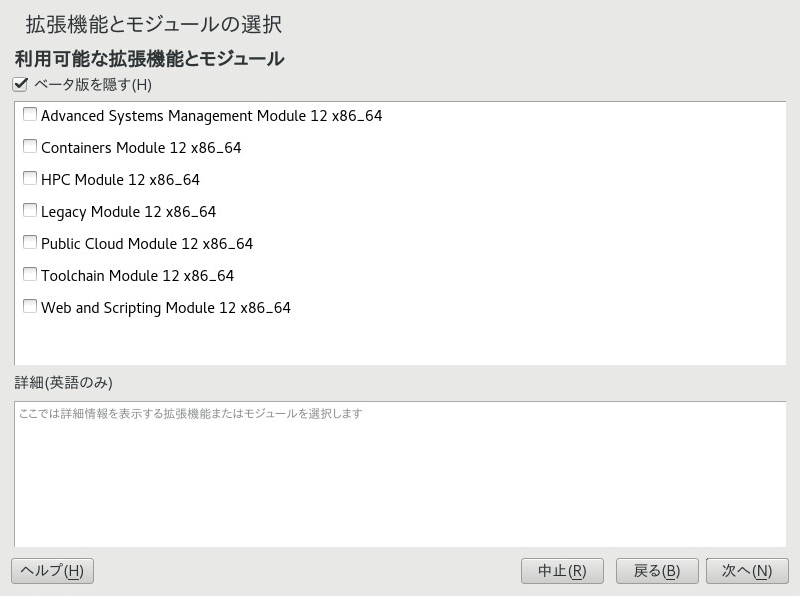 拡張機能とモジュールの選択
利用可能な拡張機能とモジュール
ベータ版を隠す(H)
Advanced Systems Management Module 12 x86_64
Containers Module 12 x86_64
HPC Module 12 x86_64
Legacy Module 12 x86_64
Public Cloud Module 12 x86_64
Toolchain Module 12 x86_64
Web and Scripting Module 12 x86_64
詳細(英語のみ)
ここでは詳細情報を表示する拡張機能またはモジュールを選択します
ヘルプ(H) 中止(R) 戻る(B) 次へ(N)